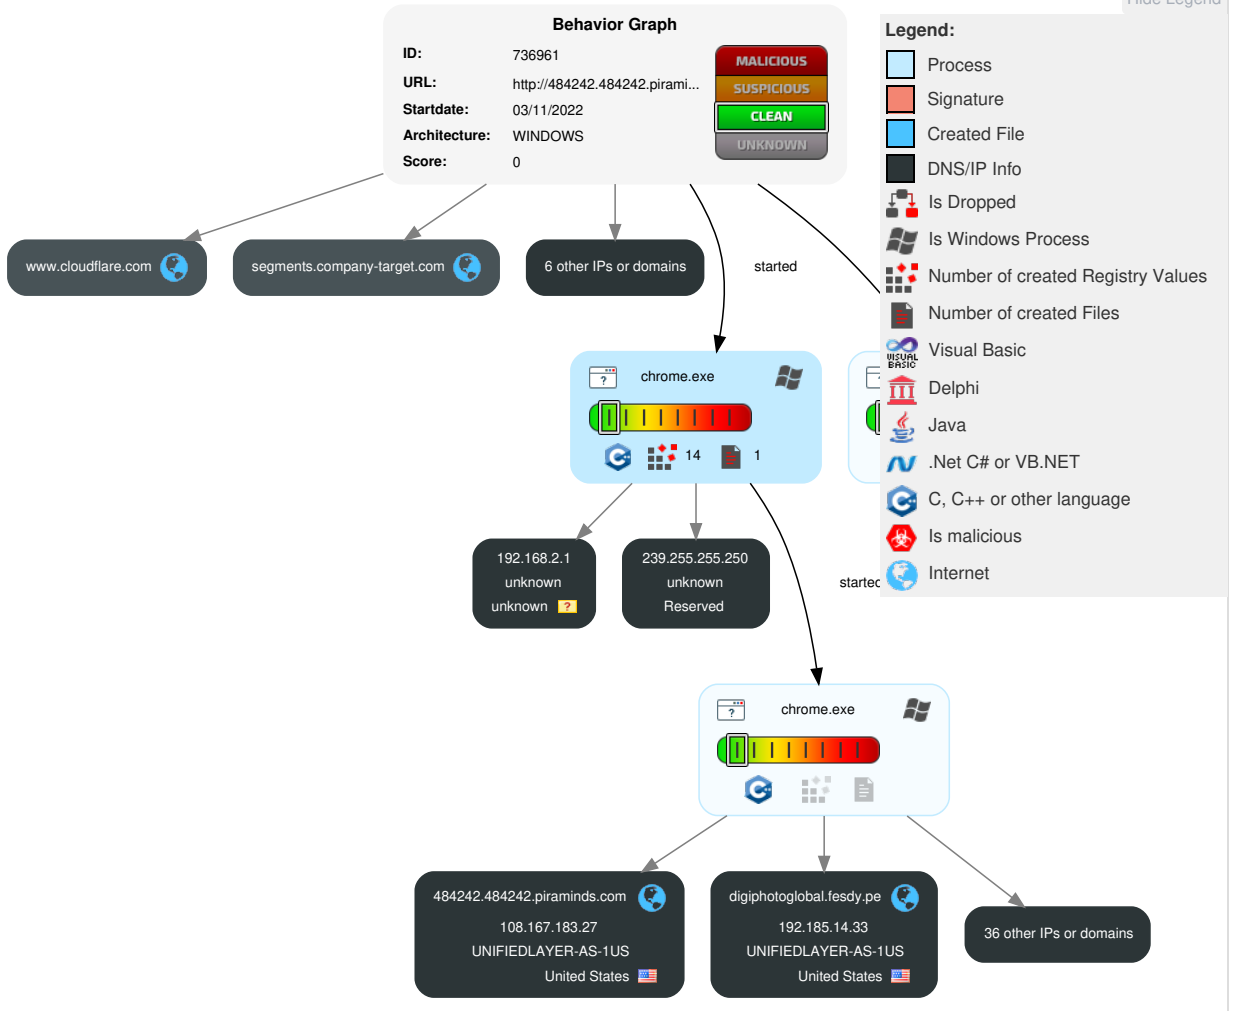 Hide Legend
Behavior Graph
ID: 736961
URL: http://484242.484242.pirami...
Startdate: 03/11/2022
Architecture: WINDOWS
Score: 0
MALICIOUS
SUSPICIOUS
CLEAN
UNKNOWN
Legend:
Process
Signature
Created File
DNS/IP Info
Is Dropped
Is Windows Process
Number of created Registry Values
Number of created Files
VISUAL
BASIC
Visual Basic
Delphi
Java
.Net C# or VB.NET
C, C++ or other language
Is malicious
Internet
www.cloudflare.com
segments.company-target.com
6 other IPs or domains
started
chrome.exe
14
1
192.168.2.1
unknown
unknown
239.255.255.250
unknown
Reserved
started
chrome.exe
484242.484242.piraminds.com
108.167.183.27
UNIFIEDLAYER-AS-1US
United States
digiphotoglobal.fesdy.pe
192.185.14.33
UNIFIEDLAYER-AS-1US
United States
36 other IPs or domains